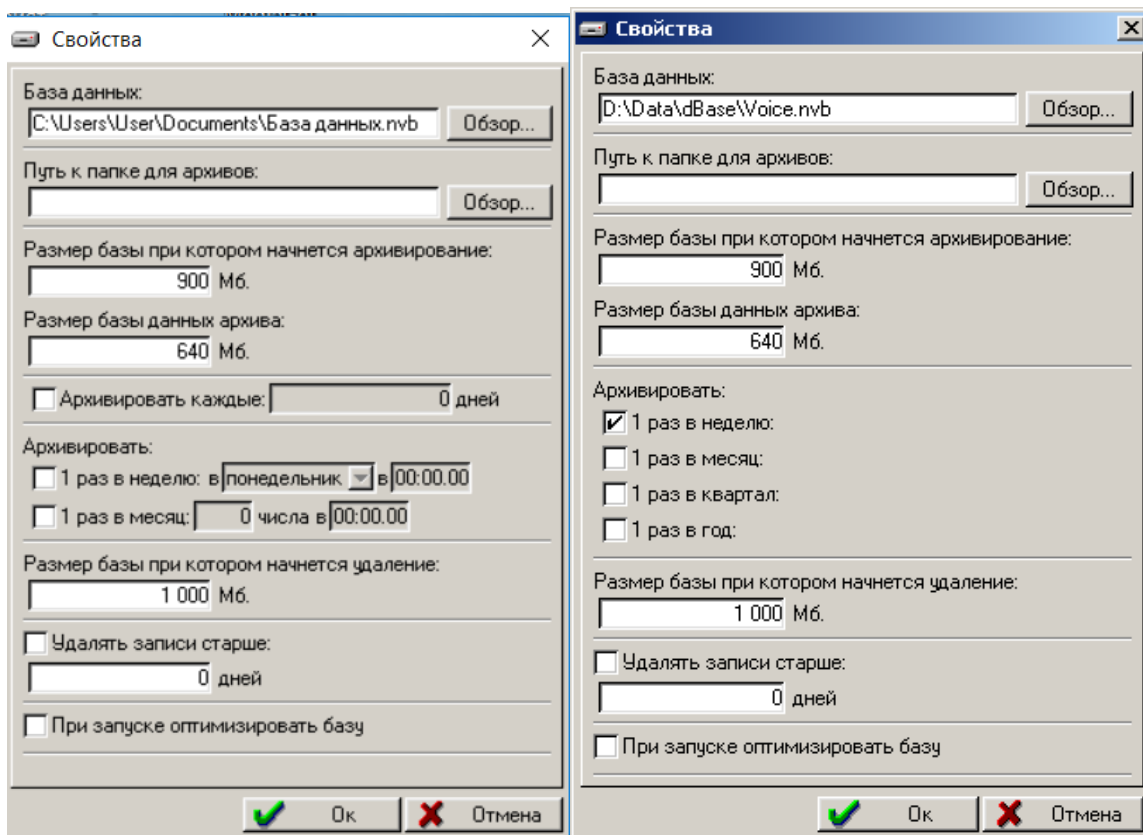 Свойства
База данных:
C:\Users\User\Documents\База данных.nvb Обзор...
Путь к папке для архивов:
Обзор...
Размер базы при котором начнется архивирование:
900 Мб.
Размер базы данных архива:
640 Мб.
Архивировать каждые: 0 дней
Архивировать:
1 раз в неделю: в понедельник в 00:00.00
1 раз в месяц: 0 числа в 00:00.00
Размер базы при котором начнется удаление:
1 000 Мб.
Удалять записи старше:
0 дней
При запуске оптимизировать базу
Ок Отмена
Свойства
База данных:
D:\Data\dBase\Voice.nvb Обзор...
Путь к папке для архивов:
Обзор...
Размер базы при котором начнется архивирование:
900 Мб.
Размер базы данных архива:
640 Мб.
Архивировать:
1 раз в неделю:
1 раз в месяц:
1 раз в квартал:
1 раз в год:
Размер базы при котором начнется удаление:
1 000 Мб.
Удалять записи старше:
0 дней
При запуске оптимизировать базу
Ок Отмена